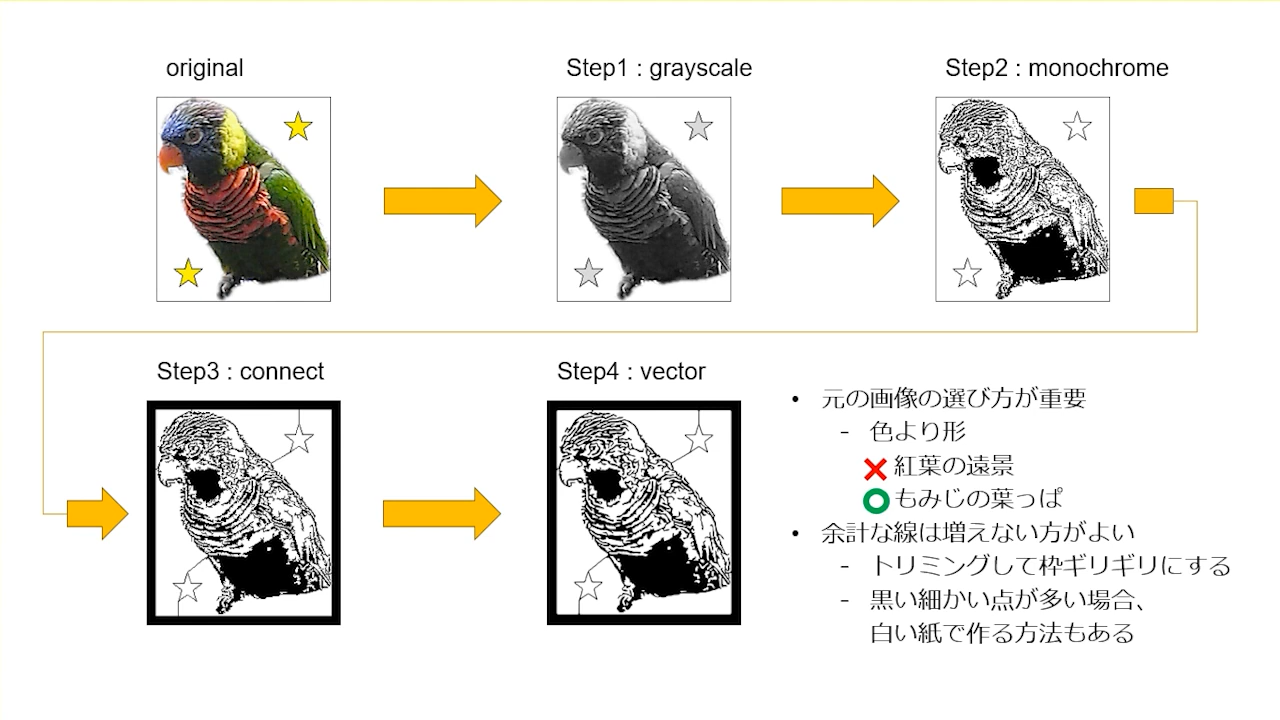 original
Step1 : grayscale
Step2 : monochrome
Step3 : connect
Step4 : vector
• 元の画像の選び方が重要
- 色より形
❌ 紅葉の遠景
⭕ もみじの葉っぱ
• 余計な線は増えない方がよい
- トリミングして枠ギリギリにする
- 黒い細かい点が多い場合、
白い紙で作る方法もある